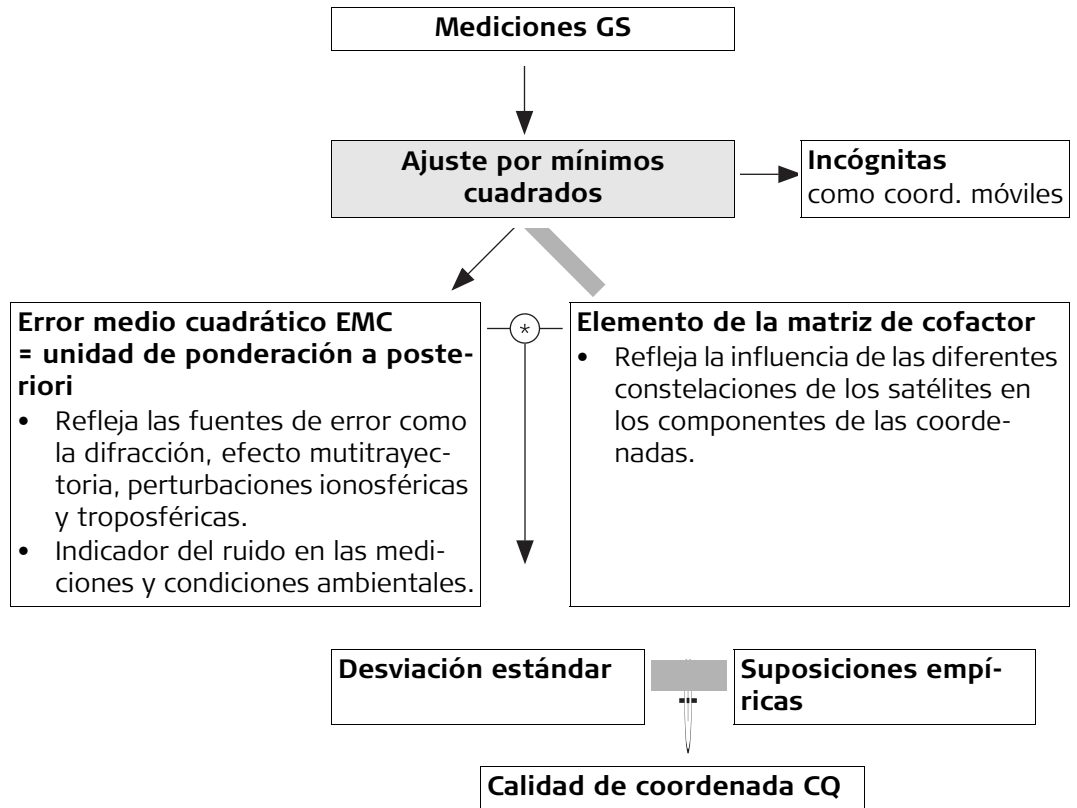 Mediciones GS
Ajuste por mínimos
cuadrados
Incógnitas
como coord. móviles
Error medio cuadrático EMC
= unidad de ponderación a poste-
riori
• Refleja las fuentes de error como
la difracción, efecto mutitrayec-
toria, perturbaciones ionosféricas
y troposféricas.
• Indicador del ruido en las medi-
ciones y condiciones ambientales.
*
Elemento de la matriz de cofactor
• Refleja la influencia de las diferentes
constelaciones de los satélites en
los componentes de las coorde-
nadas.
Desviación estándar
Suposiciones empí-
ricas
Calidad de coordenada CQ